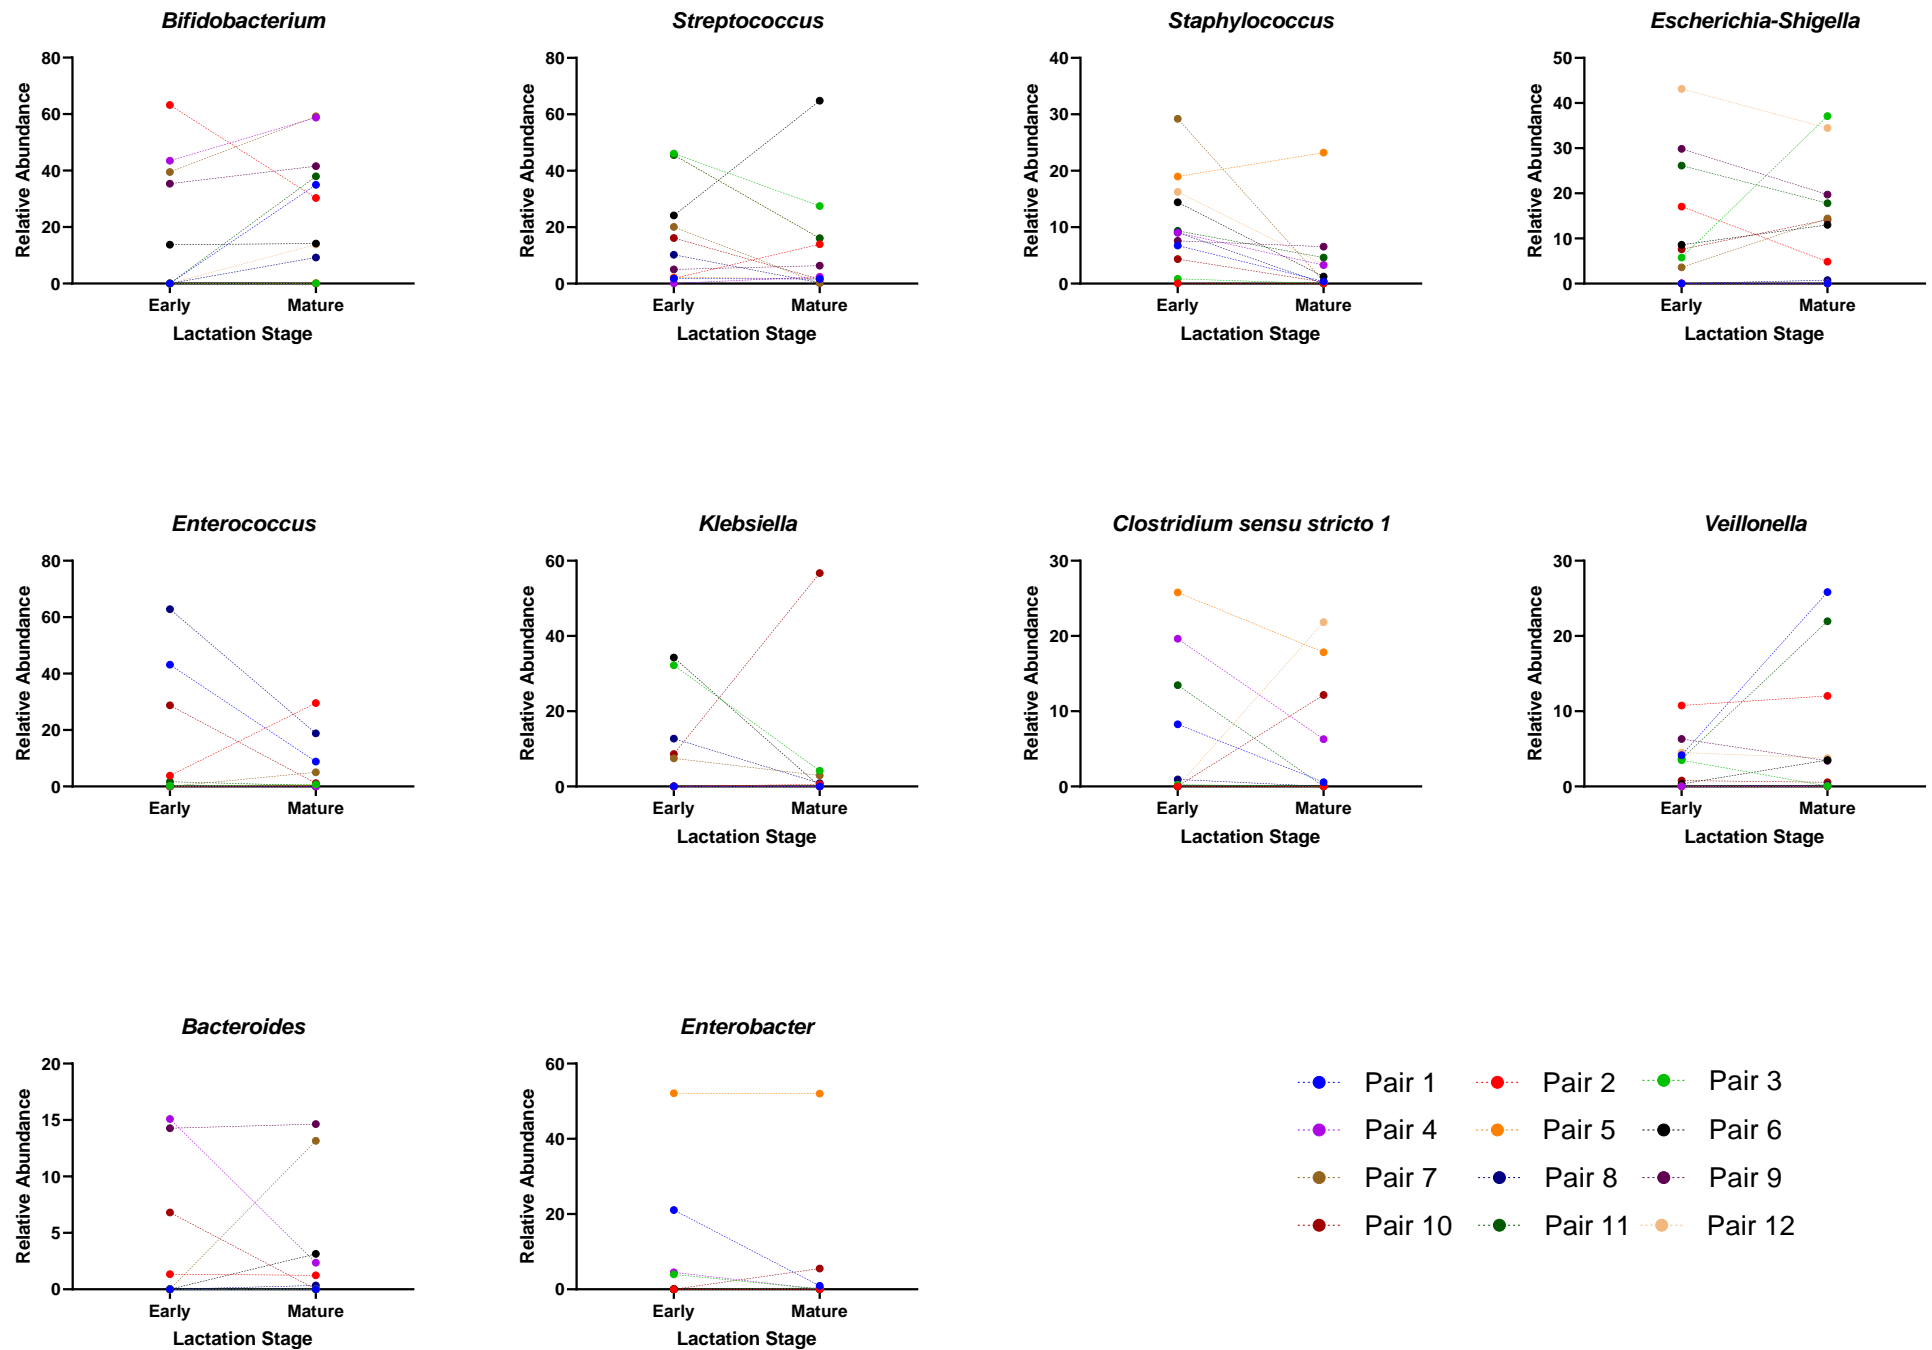 Bifidobacterium
Relative Abundance
80
60
40
20
0
Early Mature
Lactation Stage
Streptococcus
Relative Abundance
80
60
40
20
0
Early Mature
Lactation Stage
Staphylococcus
Relative Abundance
40
30
20
10
0
Early Mature
Lactation Stage
Escherichia-Shigella
Relative Abundance
50
40
30
20
10
0
Early Mature
Lactation Stage
Enterococcus
Relative Abundance
80
60
40
20
0
Early Mature
Klebsiella
Relative Abundance
60
40
20
0
Early Mature
Lactation Stage
Clostridium sensu stricto 1
Relative Abundance
30
20
10
0
Early Mature
Lactation Stage
Veillonella
Relative Abundance
30
20
10
0
Early Mature
Lactation Stage
Bacteroides
Relative Abundance
20
15
10
5
0
Early Mature
Lactation Stage
Enterobacter
Relative Abundance
60
40
20
0
Early Mature
Lactation Stage
Pair 1 Pair 2 Pair 3
Pair 4 Pair 5 Pair 6
Pair 7 Pair 8 Pair 9
Pair 10 Pair 11 Pair 12